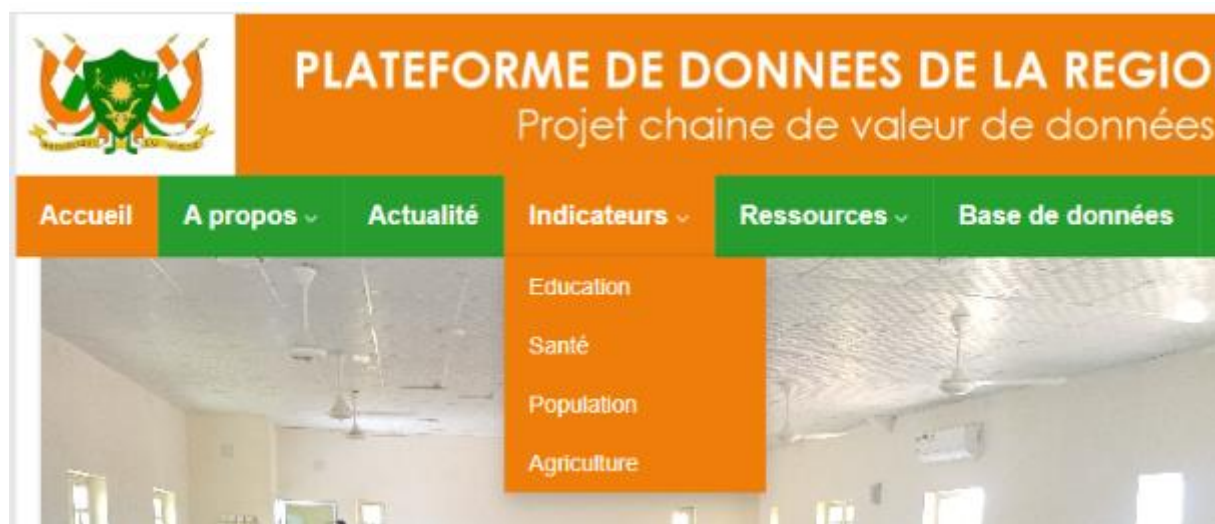 PLATEFORME DE DONNEES DE LA REGIO
Projet chaine de valeur de données
Accueil A propos Actualité Indicateurs Ressources Base de données
Education
Santé
Population
Agriculture